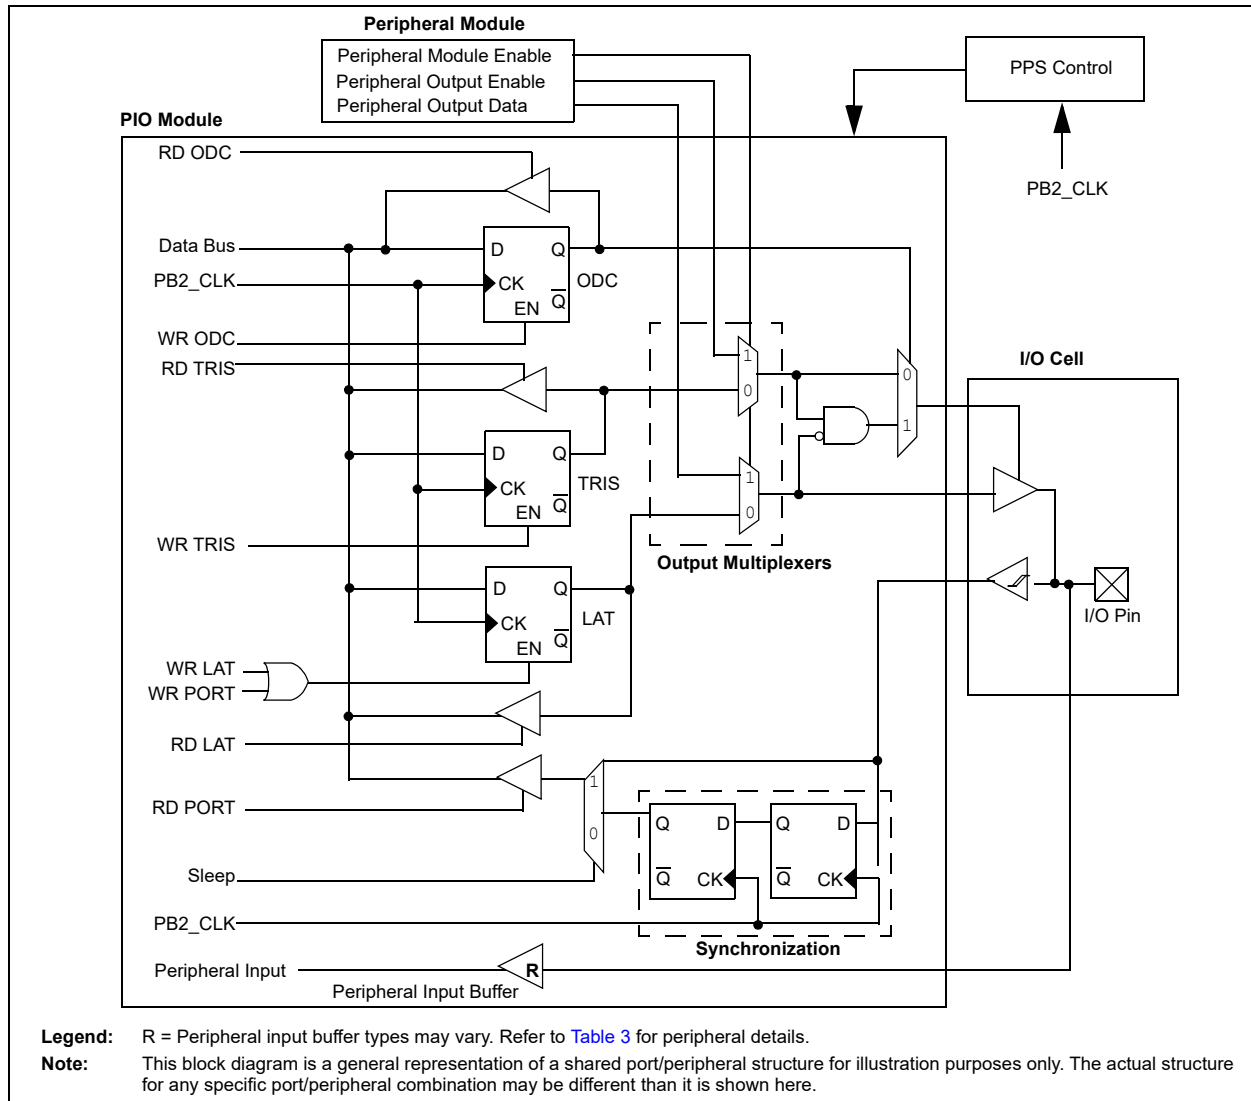 Peripheral Module
Peripheral Module Enable
Peripheral Output Enable
Peripheral Output Data
PPS Control
PB2_CLK
PIO Module
RD ODC
Data Bus
D Q
PB2_CLK
CK
ODC
EN Q
WR ODC
RD TRIS
1
0
I/O Cell
0
1
D Q
CK
TRIS
EN Q
WR TRIS
1
0
Output Multiplexers
D Q
CK
LAT
EN Q
I/O Pin
WR LAT
WR PORT
RD LAT
RD PORT
1
0
Q D
Q D
Q CK
Q CK
Sleep
PB2_CLK
Synchronization
Peripheral Input
R
Peripheral Input Buffer
Legend: R = Peripheral input buffer types may vary. Refer to Table 3 for peripheral details.
Note: This block diagram is a general representation of a shared port/peripheral structure for illustration purposes only. The actual structure
for any specific port/peripheral combination may be different than it is shown here.